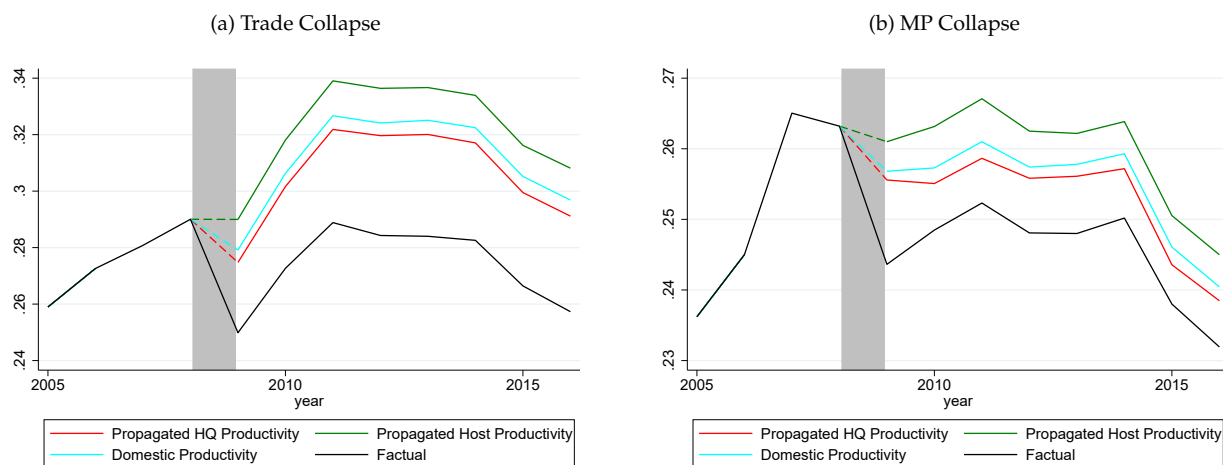 (a) Trade Collapse
.34
.32
.3
.28
.26
.24
2005
2010
2015
year
Propagated HQ Productivity
Propagated Host Productivity
Domestic Productivity
Factual
(b) MP Collapse
.27
.26
.25
.24
.23
2005
2010
2015
year
Propagated HQ Productivity
Propagated Host Productivity
Domestic Productivity
Factual